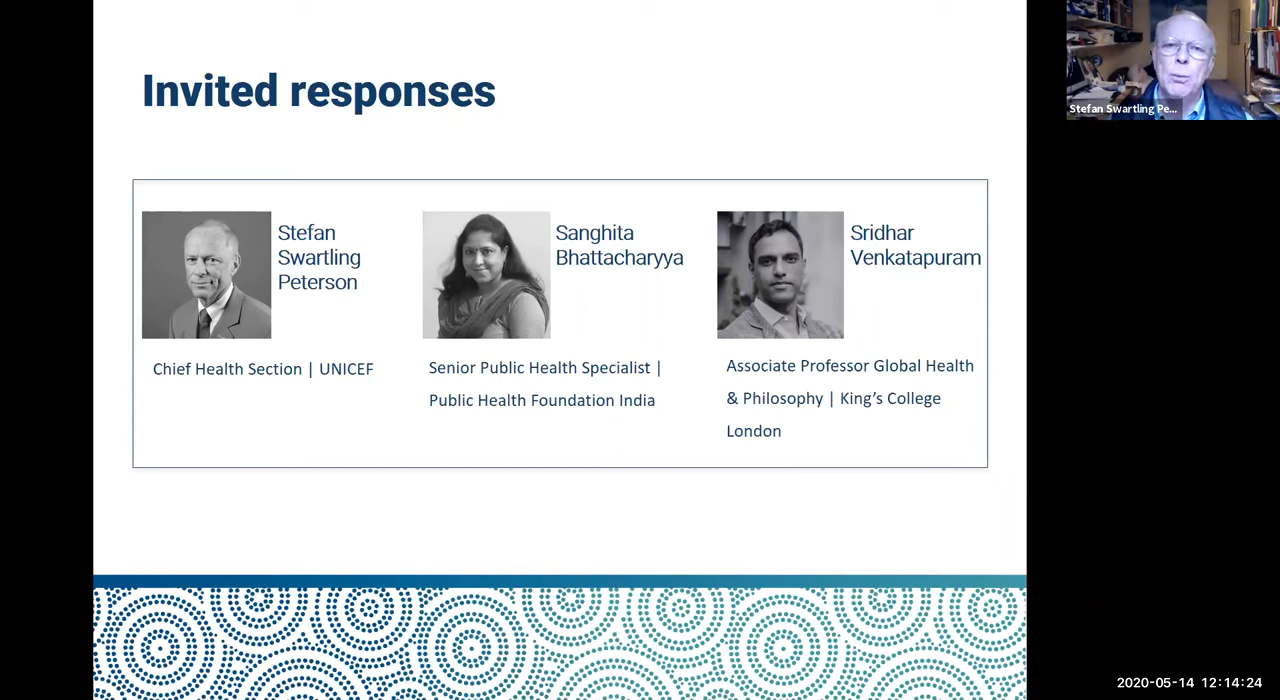 Invited responses
Stefan
Swartling
Peterson
Chief Health Section | UNICEF
Sanghita
Bhattacharyya
Senior Public Health Specialist |
Public Health Foundation India
Sridhar
Venkatapuram
Associate Professor Global Health
& Philosophy | King’s College
London
Stefan Swartling Pe...
2020-05-14 12:14:24